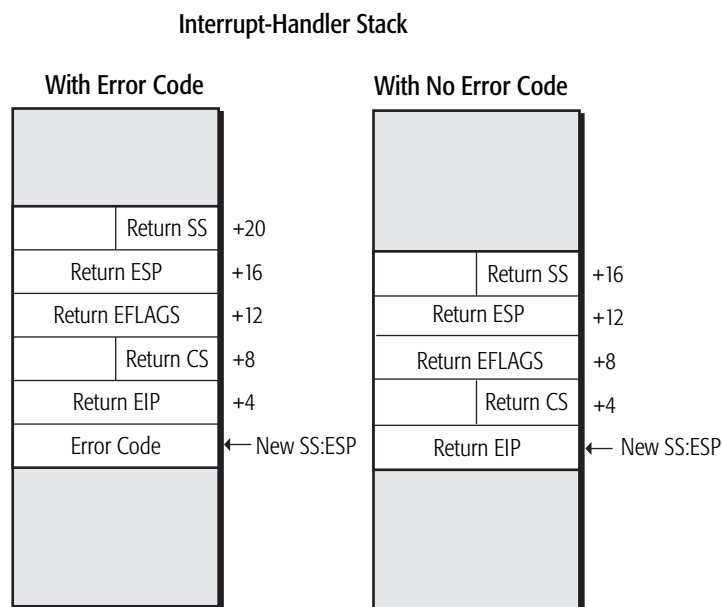 Interrupt-Handler Stack
With Error Code
Return SS +20
Return ESP +16
Return EFLAGS +12
Return CS +8
Return EIP +4
Error Code New SS:ESP
With No Error Code
Return SS +16
Return ESP +12
Return EFLAGS +8
Return CS +4
Return EIP New SS:ESP